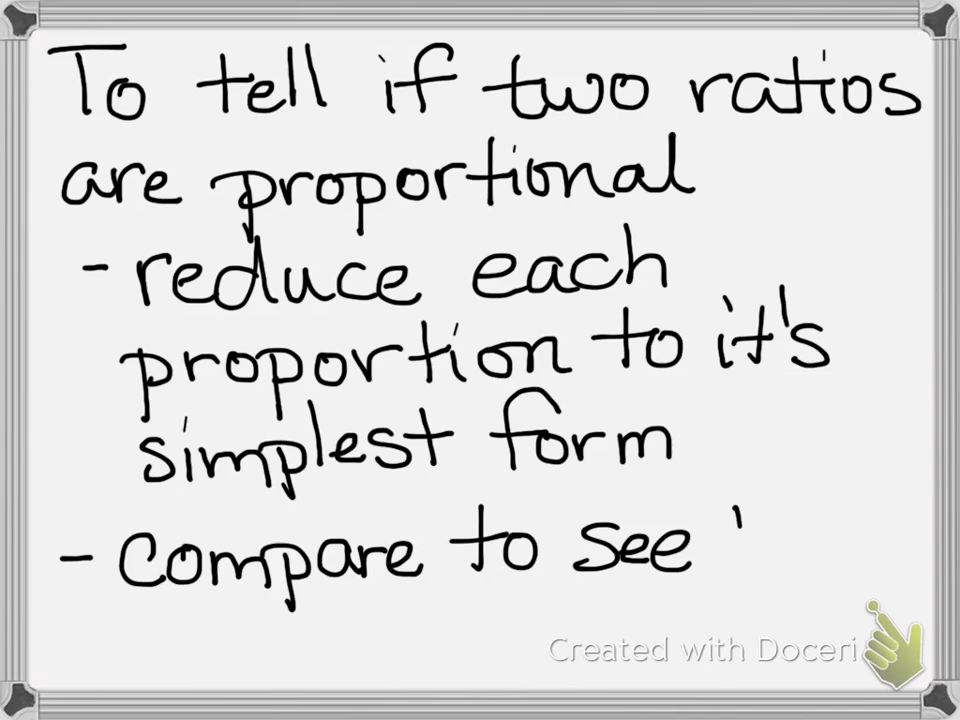 To tell if two ratios
are proportional
- reduce each
proportion to it's
simplest form
- compare to see
Created with Doceri